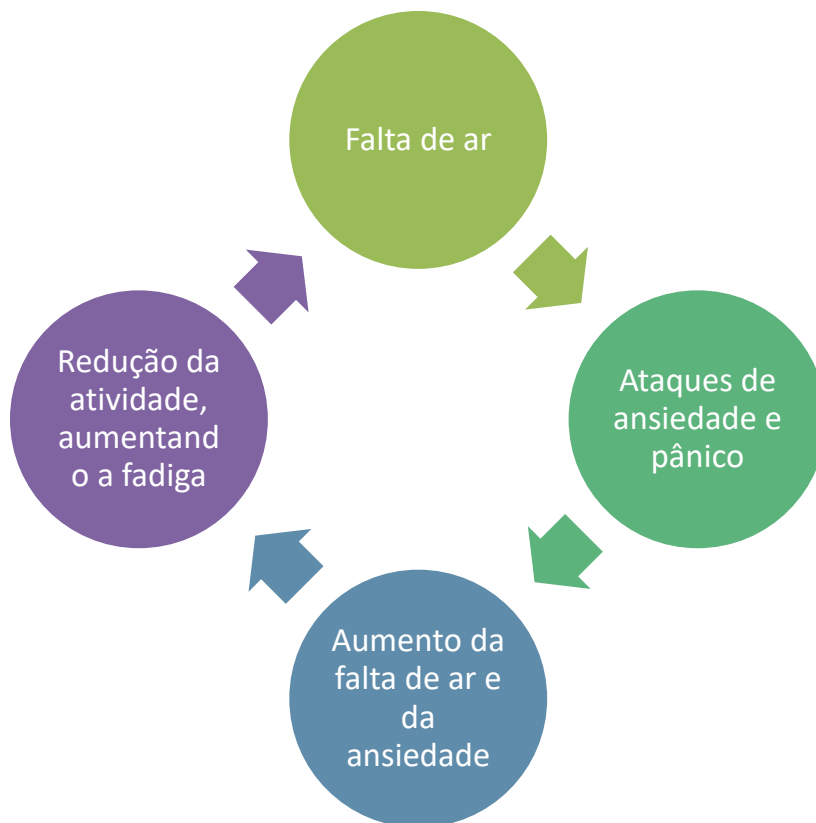 Falta de ar
Ataques de
ansiedade e
pânico
Aumento da
falta de ar e
da
ansiedade
Redução da
atividade,
aumentand
o a fadiga